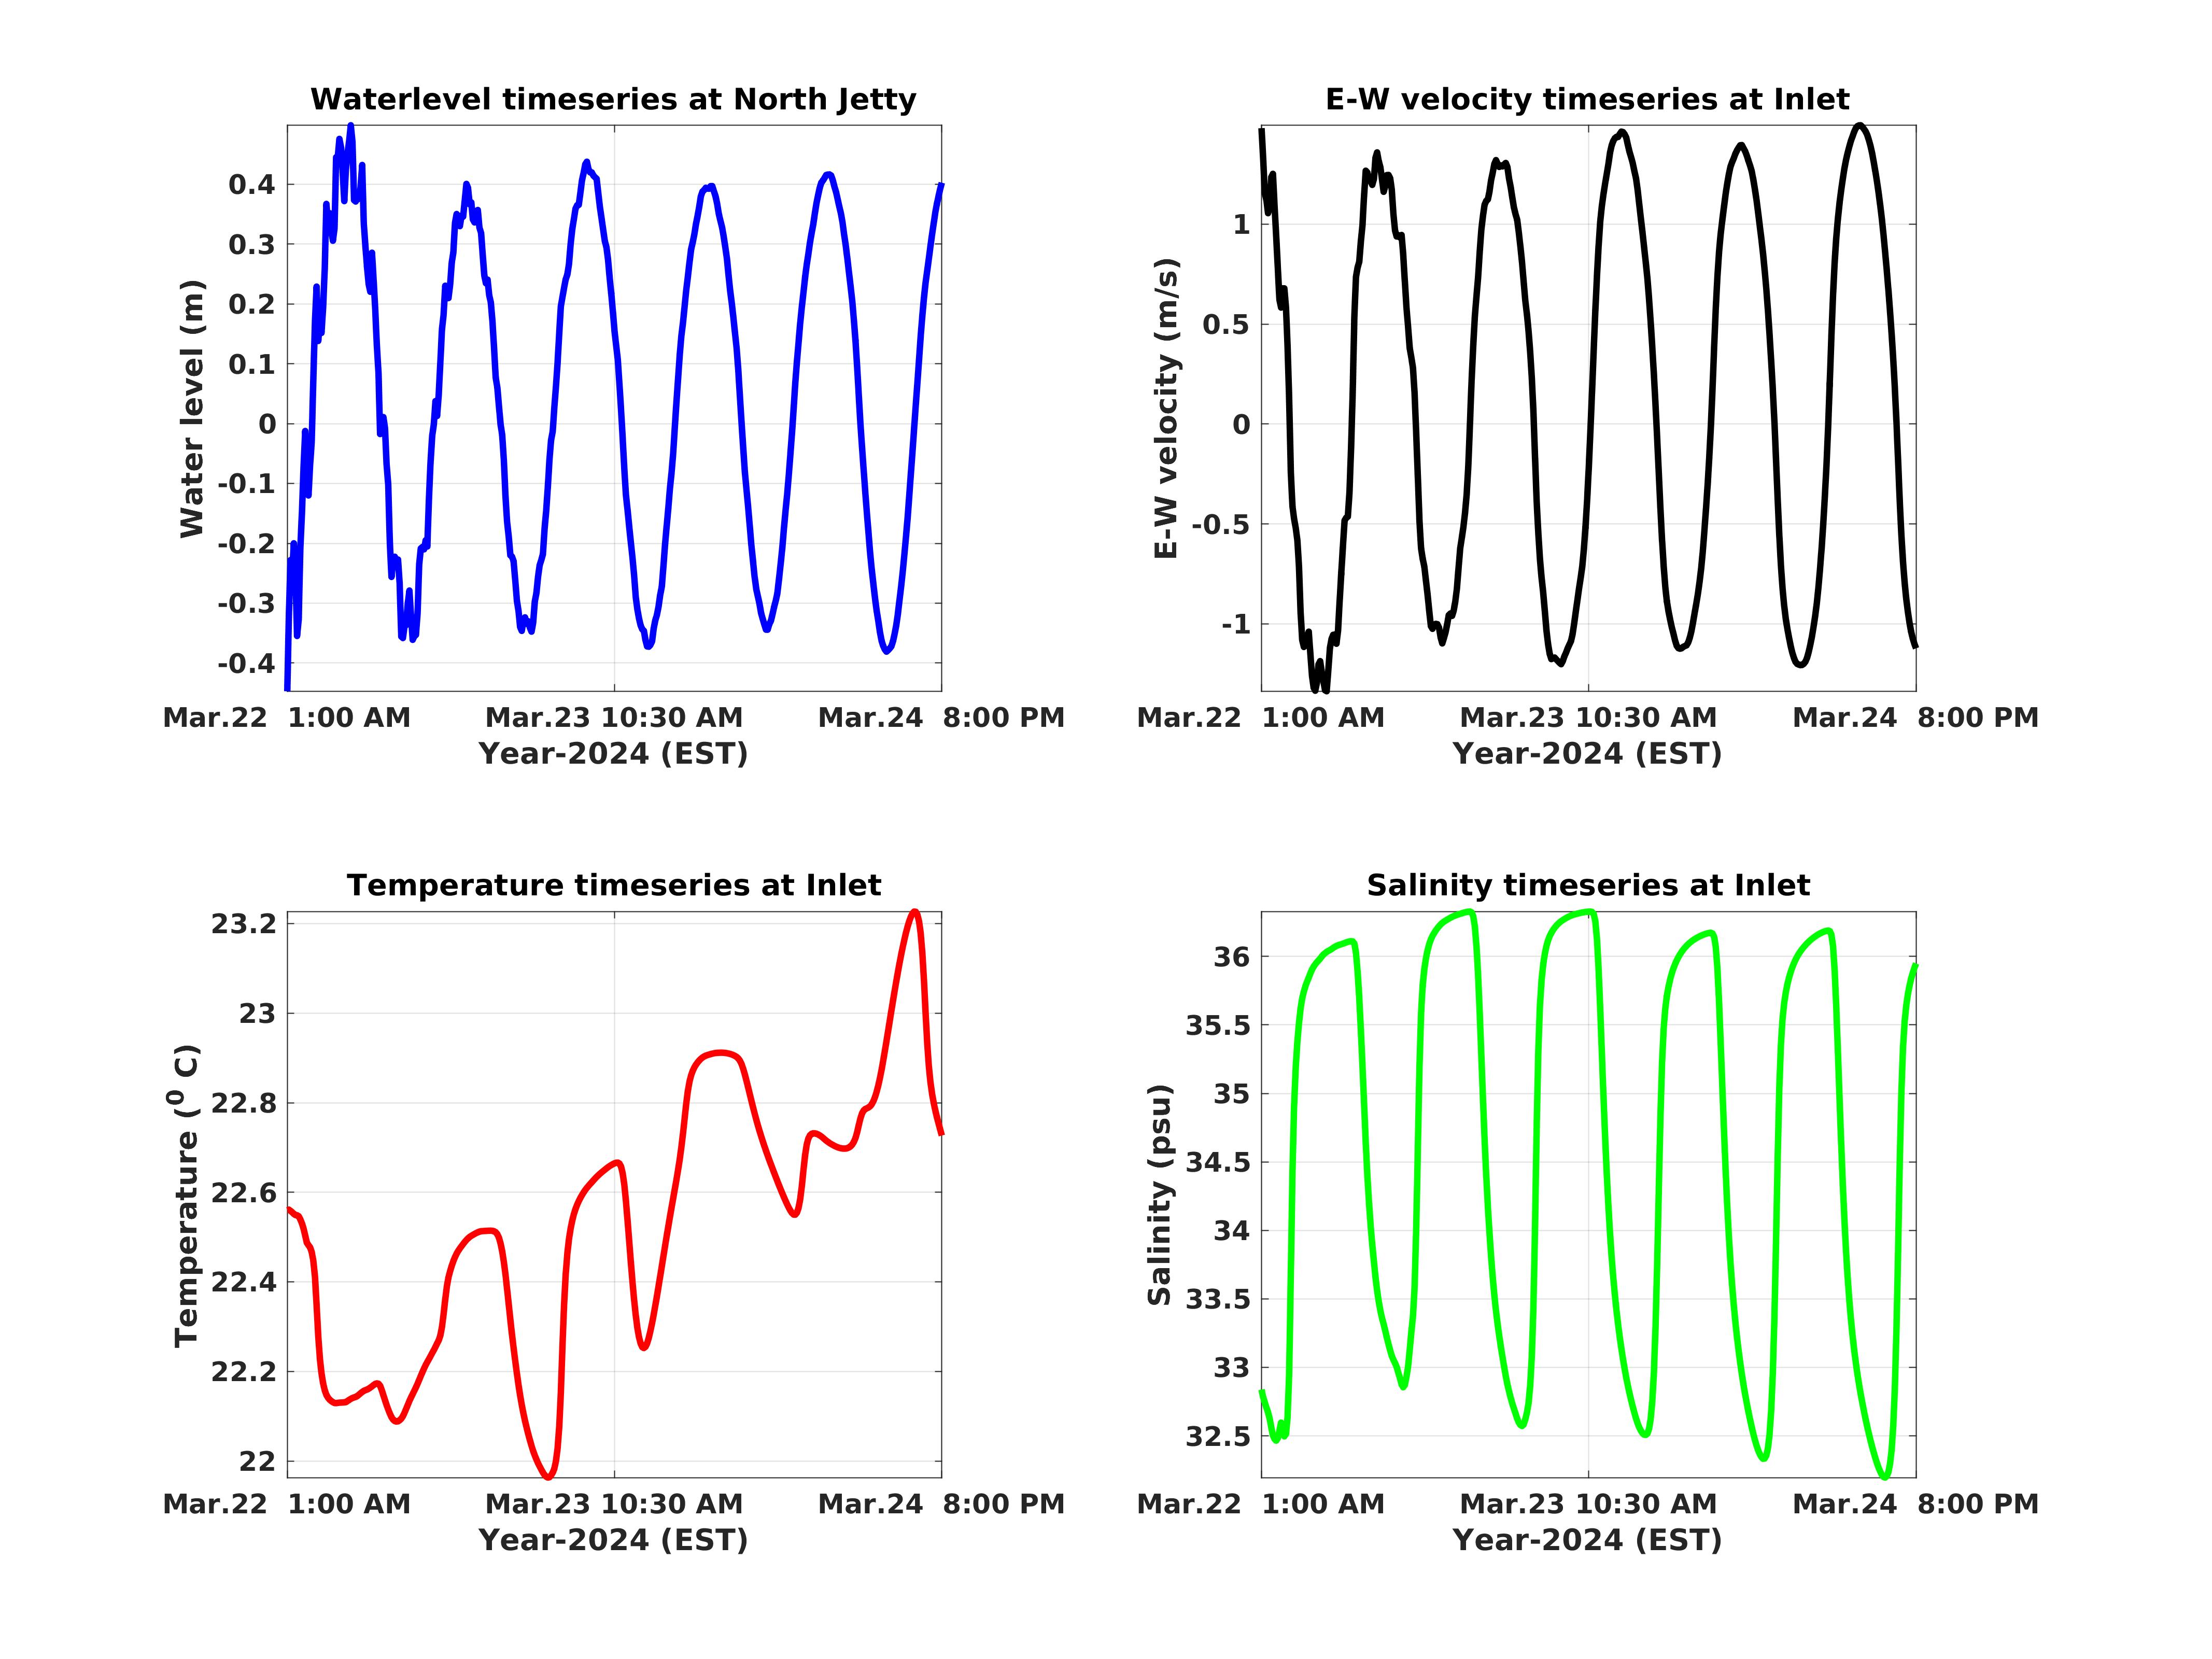 Waterlevel timeseries at North Jetty
Water level (m)
0.4
0.3
0.2
0.1
0
-0.1
-0.2
-0.3
-0.4
Mar.22 1:00 AM Mar.23 10:30 AM Mar.24 8:00 PM
Year-2024 (EST)
E-W velocity timeseries at Inlet
E-W velocity (m/s)
1
0.5
0
-0.5
-1
Mar.22 1:00 AM Mar.23 10:30 AM Mar.24 8:00 PM
Year-2024 (EST)
Temperature timeseries at Inlet
Temperature (⁰ C)
23.2
23
22.8
22.6
22.4
22.2
22
Mar.22 1:00 AM Mar.23 10:30 AM Mar.24 8:00 PM
Year-2024 (EST)
Salinity timeseries at Inlet
Salinity (psu)
36
35.5
35
34.5
34
33.5
33
32.5
Mar.22 1:00 AM Mar.23 10:30 AM Mar.24 8:00 PM
Year-2024 (EST)